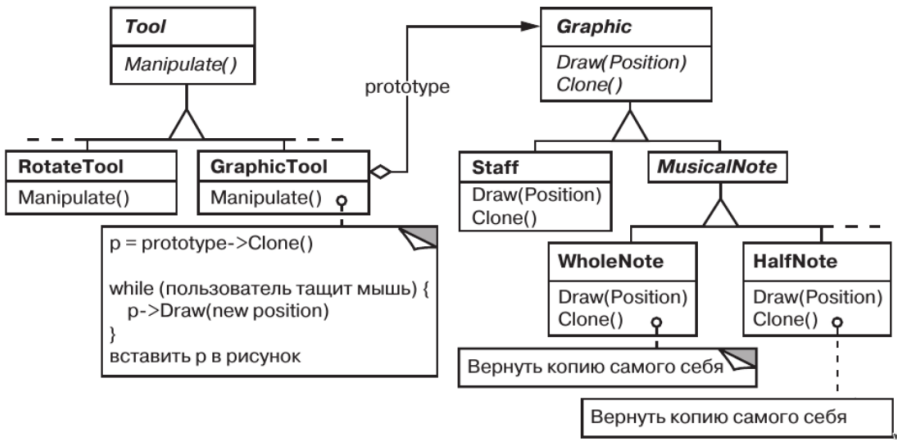 Tool
Manipulate()
prototype
Graphic
Draw(Position)
Clone()
RotateTool
Manipulate()
GraphicTool
Manipulate()
Staff
Draw(Position)
Clone()
MusicalNote
p = prototype->Clone()
while (пользователь тащит мышь) {
p->Draw(new position)
}
вставить p в рисунок
WholeNote
Draw(Position)
Clone()
HalfNote
Draw(Position)
Clone()
Вернуть копию самого себя
Вернуть копию самого себя